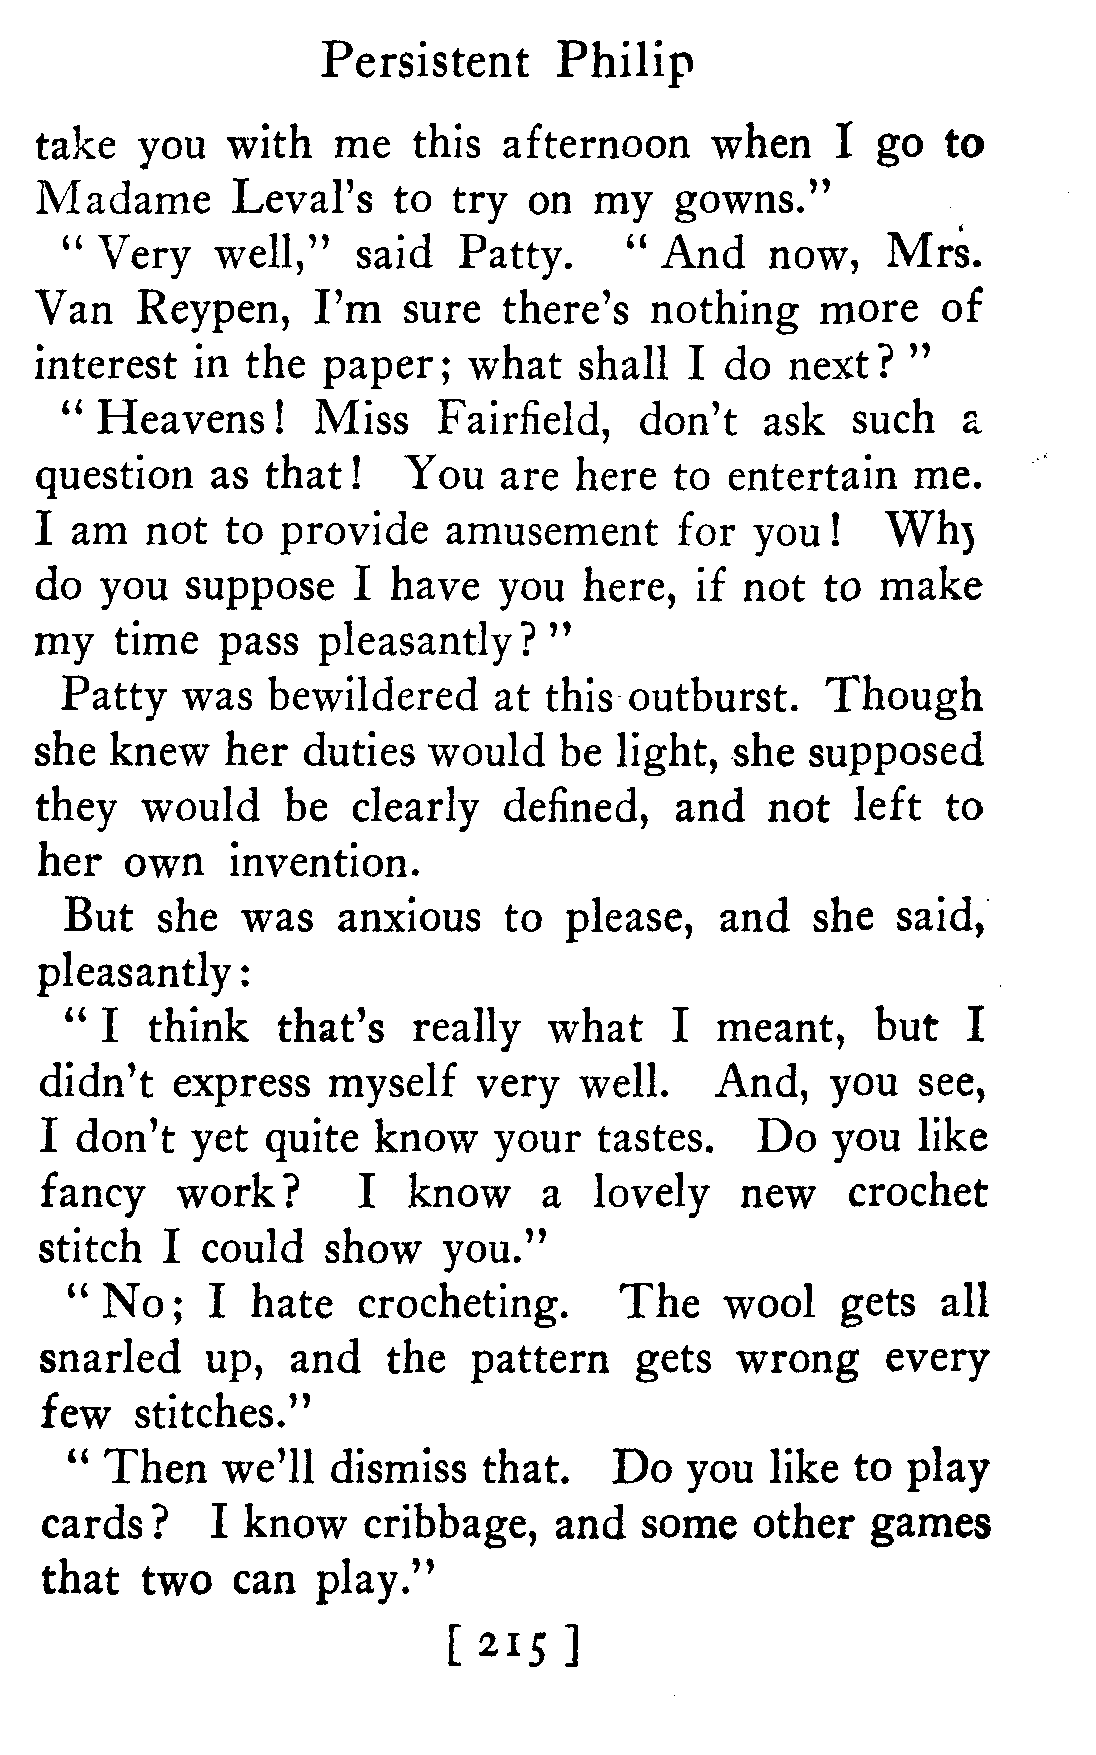 Persistent Philip
take you with me this afternoon when I go to
Madame Leval's to try on my gowns."
" Very well," said Patty. " And now, Mrs.
Van Reypen, I'm sure there's nothing more of
interest in the paper; what shall I do next? "
" Heavens! Miss Fairfield, don't ask such a
question as that! You are here to entertain me.
I am not to provide amusement for you! Why
do you suppose I have you here, if not to make
my time pass pleasantly? "
Patty was bewildered at this outburst. Though
she knew her duties would be light, she supposed
they would be clearly defined, and not left to
her own invention.
But she was anxious to please, and she said,
pleasantly:
" I think that's really what I meant, but I
didn't express myself very well. And, you see,
I don't yet quite know your tastes. Do you like
fancy work? I know a lovely new crochet
stitch I could show you."
" No; I hate crocheting. The wool gets all
snarled up, and the pattern gets wrong every
few stitches."
" Then we'll dismiss that. Do you like to play
cards? I know cribbage, and some other games
that two can play."
[ 215 ]